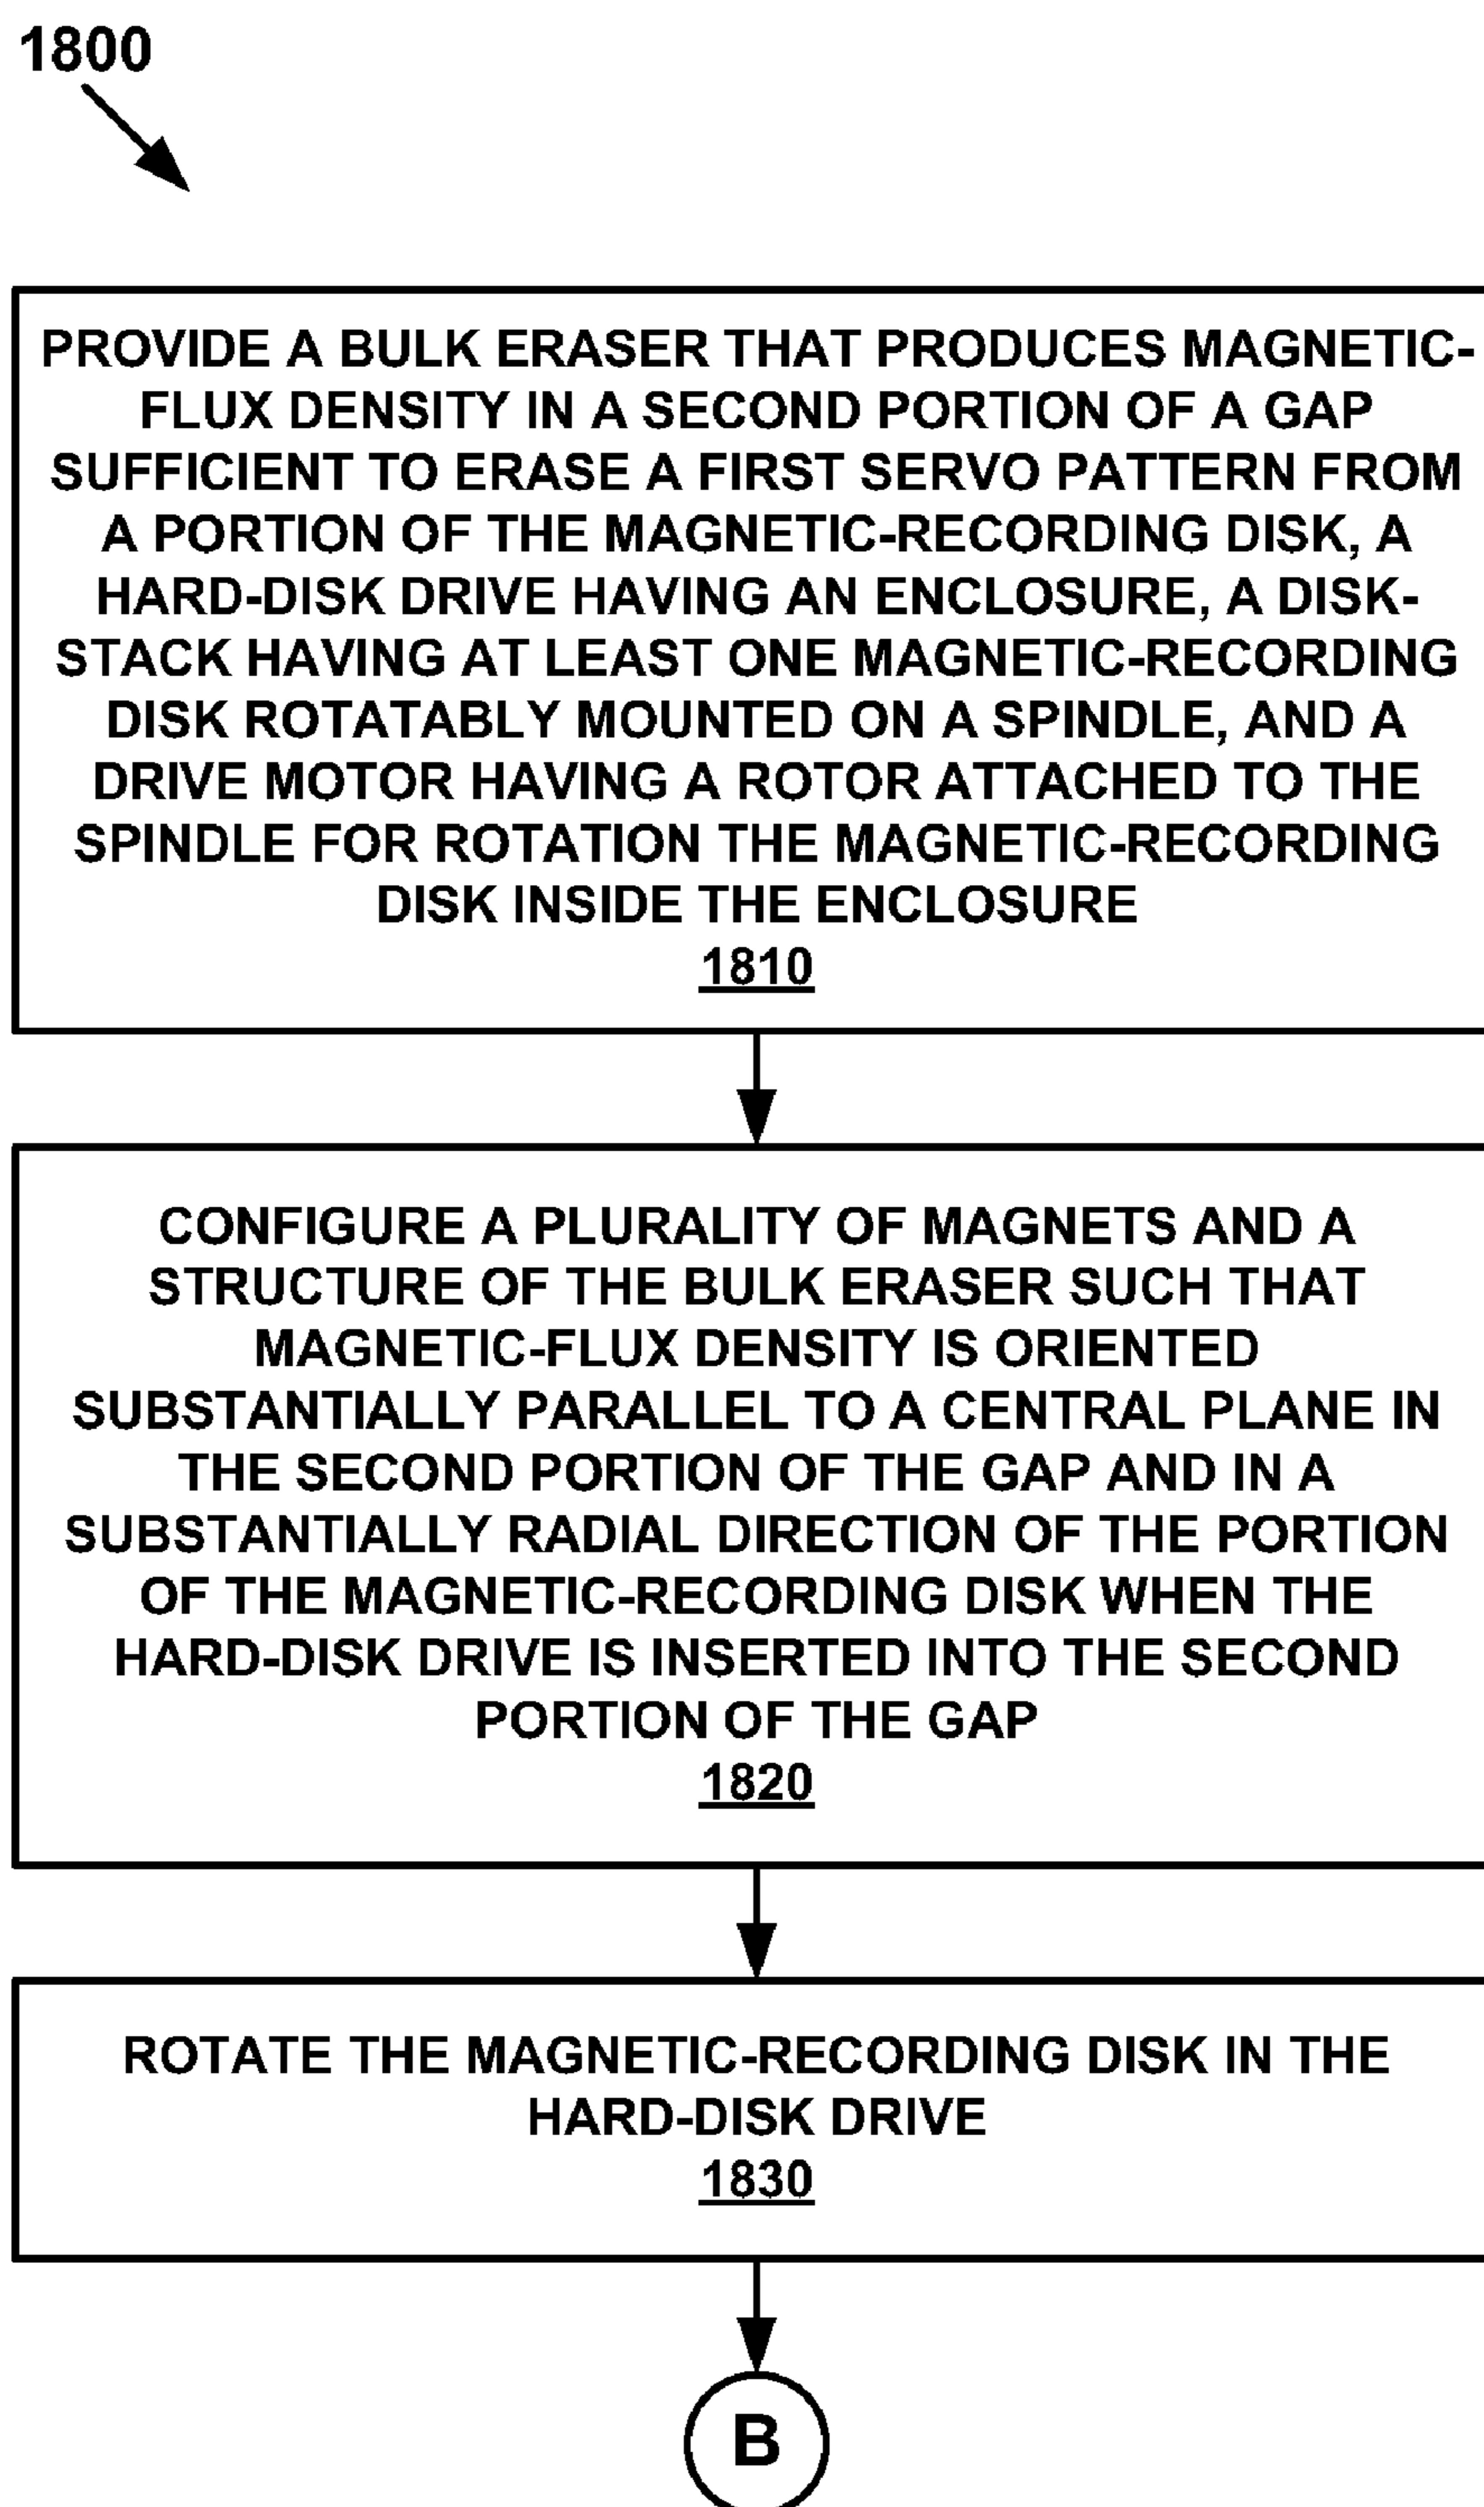 1800
PROVIDE A BULK ERASER THAT PRODUCES MAGNETIC-
FLUX DENSITY IN A SECOND PORTION OF A GAP
SUFFICIENT TO ERASE A FIRST SERVO PATTERN FROM
A PORTION OF THE MAGNETIC-RECORDING DISK, A
HARD-DISK DRIVE HAVING AN ENCLOSURE, A DISK-
STACK HAVING AT LEAST ONE MAGNETIC-RECORDING
DISK ROTATABLY MOUNTED ON A SPINDLE, AND A
DRIVE MOTOR HAVING A ROTOR ATTACHED TO THE
SPINDLE FOR ROTATION THE MAGNETIC-RECORDING
DISK INSIDE THE ENCLOSURE
1810
CONFIGURE A PLURALITY OF MAGNETS AND A
STRUCTURE OF THE BULK ERASER SUCH THAT
MAGNETIC-FLUX DENSITY IS ORIENTED
SUBSTANTIALLY PARALLEL TO A CENTRAL PLANE IN
THE SECOND PORTION OF THE GAP AND IN A
SUBSTANTIALLY RADIAL DIRECTION OF THE PORTION
OF THE MAGNETIC-RECORDING DISK WHEN THE
HARD-DISK DRIVE IS INSERTED INTO THE SECOND
PORTION OF THE GAP
1820
ROTATE THE MAGNETIC-RECORDING DISK IN THE
HARD-DISK DRIVE
1830
B